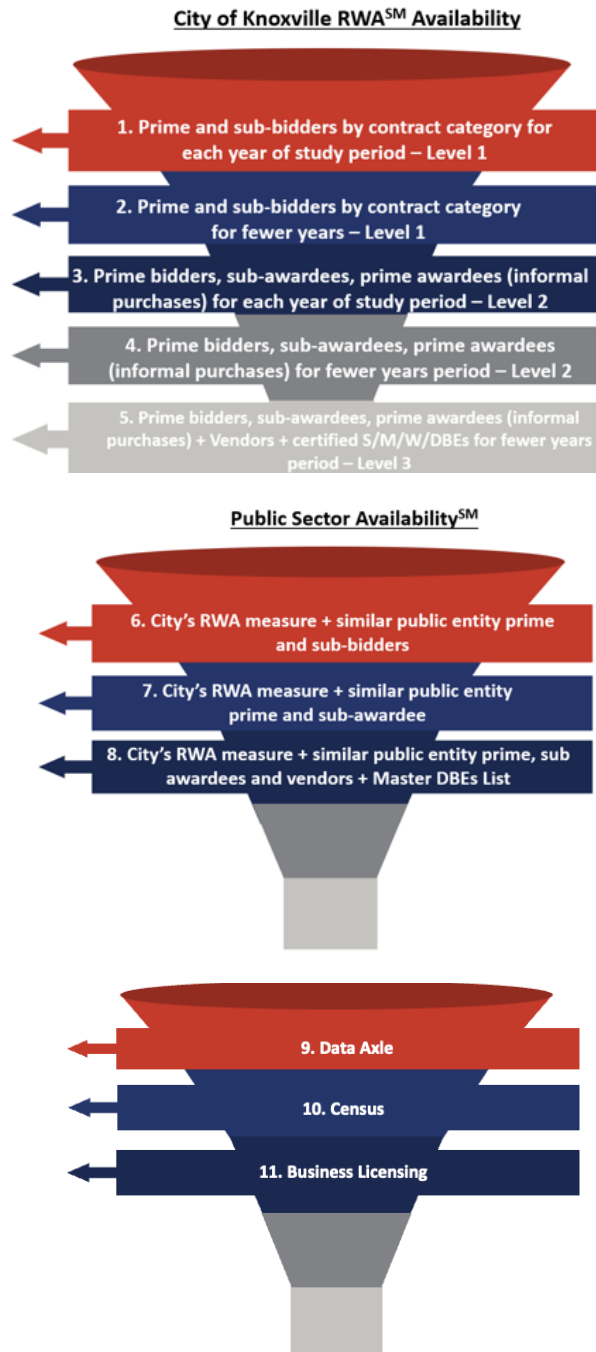 City of Knoxville RWA℠ Availability
1. Prime and sub-bidders by contract category for
each year of study period – Level 1
2. Prime and sub-bidders by contract category
for fewer years – Level 1
3. Prime bidders, sub-awardees, prime awardees (informal
purchases) for each year of study period – Level 2
4. Prime bidders, sub-awardees, prime awardees
(informal purchases) for fewer years period – Level 2
5. Prime bidders, sub-awardees, prime awardees (informal
purchases) + Vendors + certified S/M/W/DBEs for fewer years
period – Level 3
Public Sector Availability℠
6. City's RWA measure + similar public entity prime
and sub-bidders
7. City's RWA measure + similar public entity
prime and sub-awardee
8. City's RWA measure + similar public entity prime, sub
awardees and vendors + Master DBEs List
9. Data Axle
10. Census
11. Business Licensing